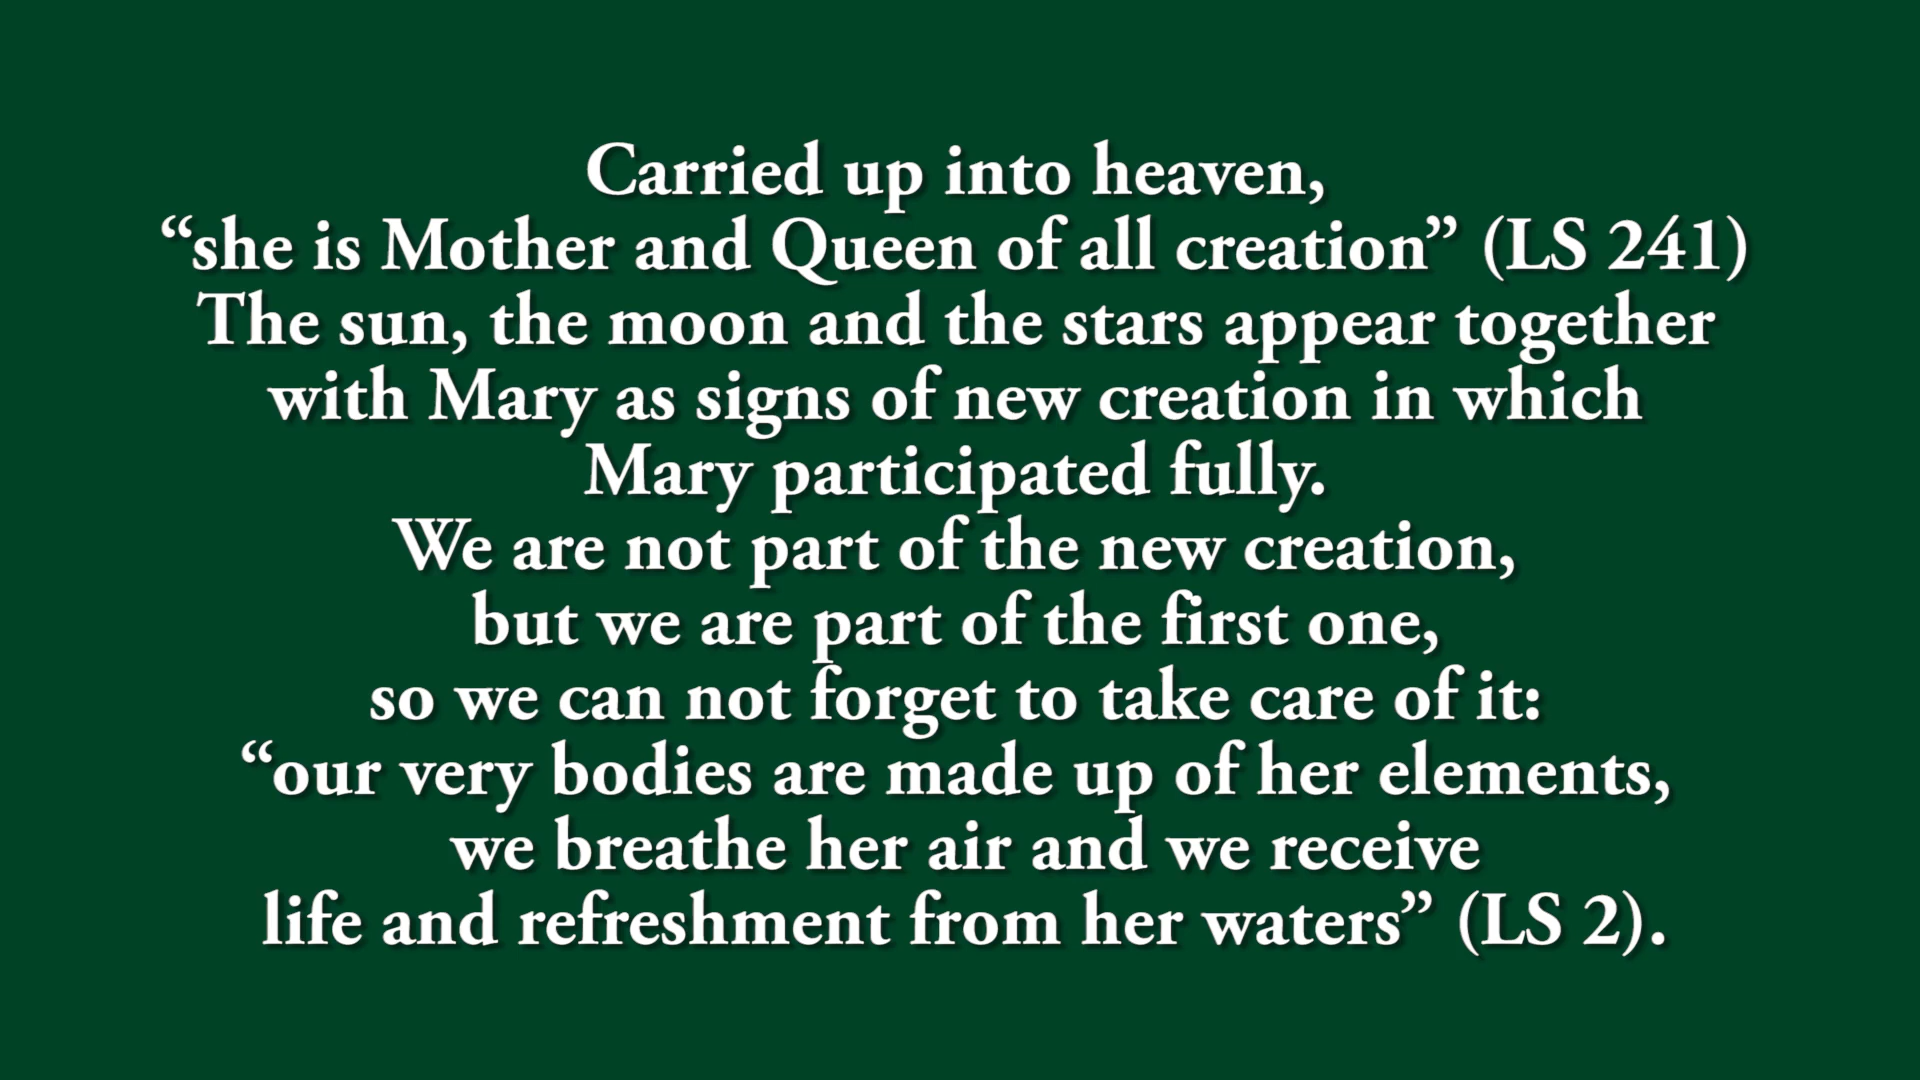 Carried up into heaven,
“she is Mother and Queen of all creation” (LS 241)
The sun, the moon and the stars appear together
with Mary as signs of new creation in which
Mary participated fully.
We are not part of the new creation,
but we are part of the first one,
so we can not forget to take care of it:
“our very bodies are made up of her elements,
we breathe her air and we receive
life and refreshment from her waters” (LS 2).